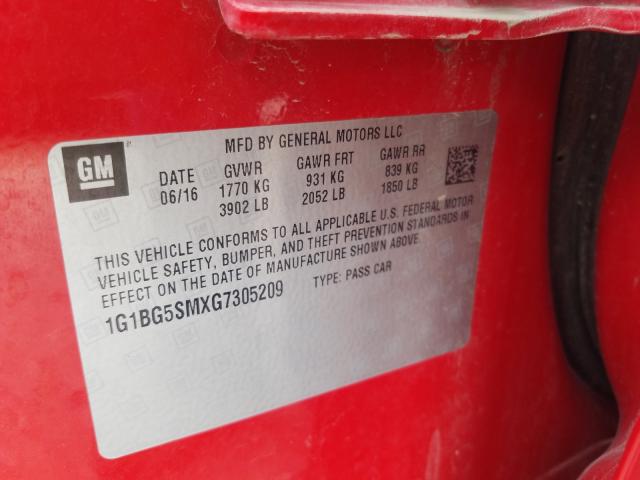 MFD BY GENERAL MOTORS LLC
GM
DATE GVWR GAWR FRT GAWR RR
06/16 1770 KG 931 KG 839 KG
3902 LB 2052 LB 1850 LB
THIS VEHICLE CONFORMS TO ALL APPLICABLE U.S. FEDERAL MOTOR
VEHICLE SAFETY, BUMPER, AND THEFT PREVENTION STANDARDS IN
EFFECT ON THE DATE OF MANUFACTURE SHOWN ABOVE
1G1BG5SMXG7305209 TYPE: PASS CAR